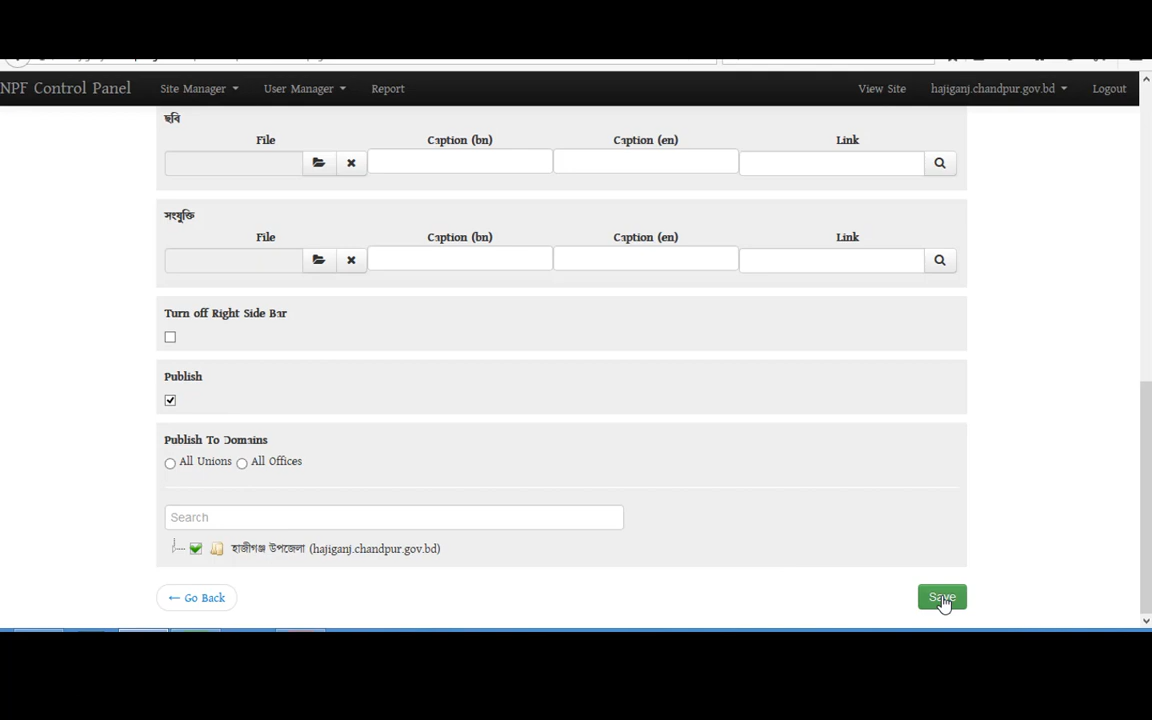 NPF Control Panel Site Manager User Manager Report View Site hajiganj.chandpur.gov.bd Logout
ছবি
File Caption (bn) Caption (en) Link
সংযুক্তি
File Caption (bn) Caption (en) Link
Turn off Right Side Bar
Publish
Publish To Domains
All Unions All Offices
Search
হাজীগঞ্জ উপজেলা (hajiganj.chandpur.gov.bd)
← Go Back Save